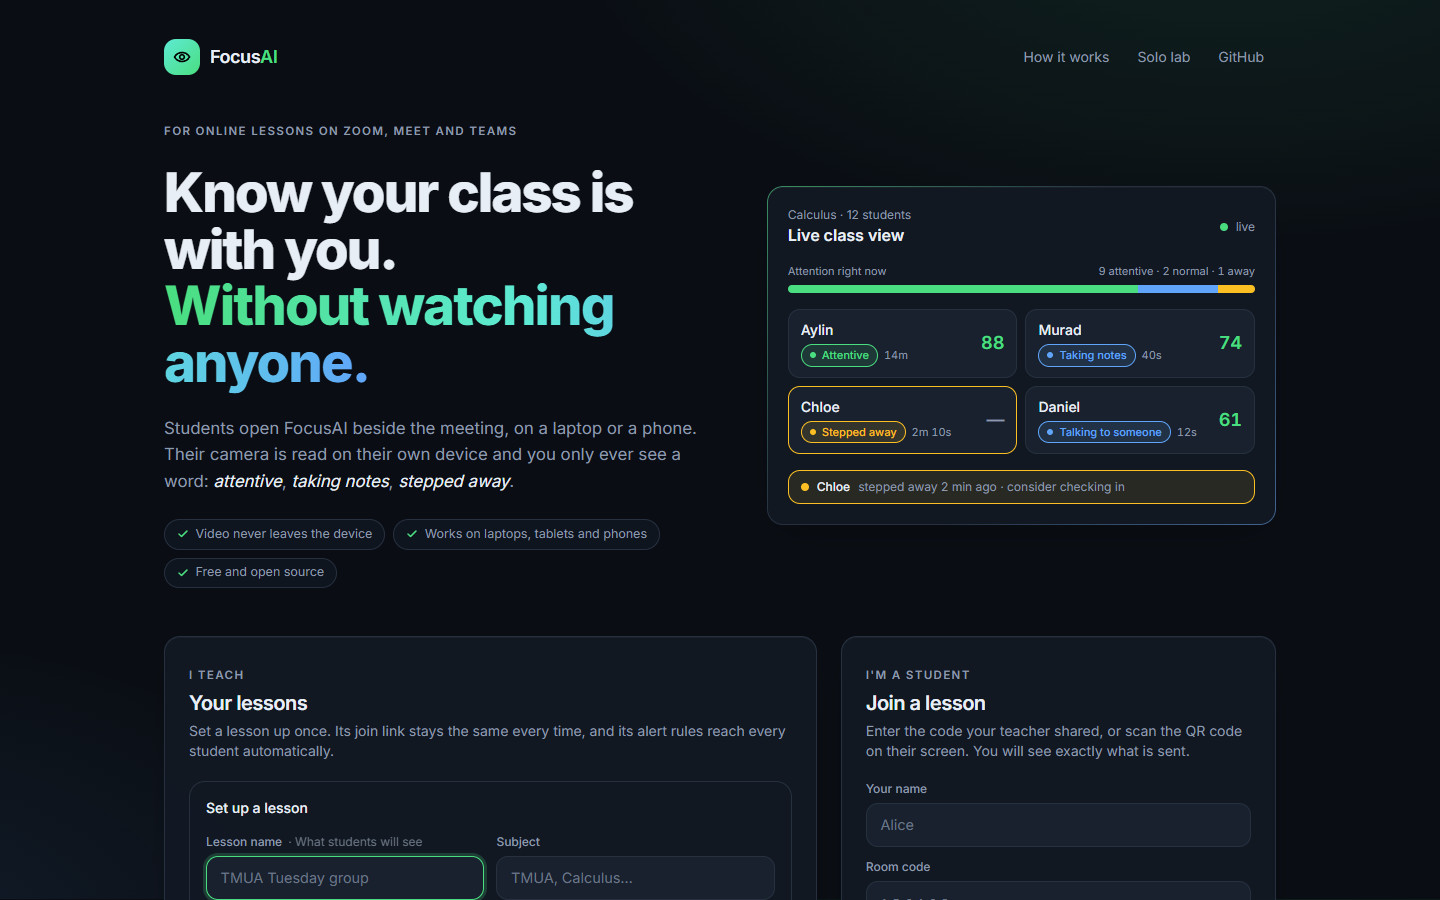 FocusAI
How it works
Solo lab
GitHub
FOR ONLINE LESSONS ON ZOOM, MEET AND TEAMS
Know your class is
with you.
Without watching
anyone.
Students open FocusAI beside the meeting, on a laptop or a phone.
Their camera is read on their own device and you only ever see a
word: attentive, taking notes, stepped away.
Video never leaves the device
Works on laptops, tablets and phones
Free and open source
Calculus · 12 students
Live class view
live
Attention right now
9 attentive · 2 normal · 1 away
Aylin
Attentive
14m
88
Murad
Taking notes
40s
74
Chloe
Stepped away
2m 10s
—
Daniel
Talking to someone
12s
61
Chloe stepped away 2 min ago · consider checking in
I TEACH
Your lessons
Set a lesson up once. Its join link stays the same every time, and its alert rules reach every
student automatically.
Set up a lesson
Lesson name · What students will see
TMUA Tuesday group
Subject
TMUA, Calculus...
I'M A STUDENT
Join a lesson
Enter the code your teacher shared, or scan the QR code
on their screen. You will see exactly what is sent.
Your name
Alice
Room code